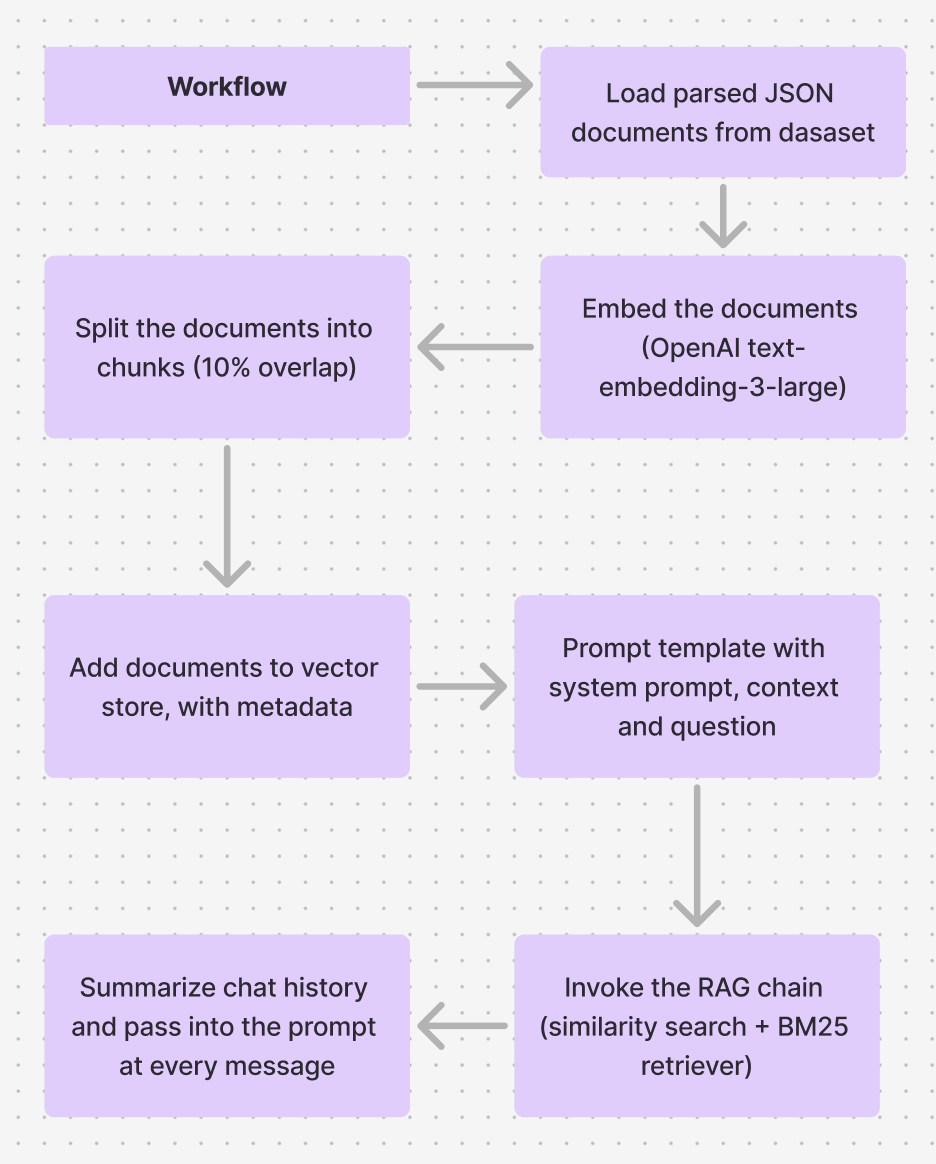 Workflow
Load parsed JSON
documents from dasaset
Embed the documents
(OpenAI text-
embedding-3-large)
Split the documents into
chunks (10% overlap)
Add documents to vector
store, with metadata
Prompt template with
system prompt, context
and question
Invoke the RAG chain
(similarity search + BM25
retriever)
Summarize chat history
and pass into the prompt
at every message